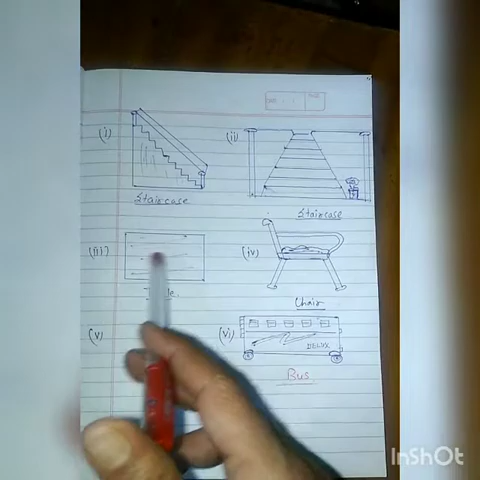 (i)
Staircase
(ii)
Staircase
(iii)
(iv)
Chair
(v)
(vi)
DELUX
Bus
InShOt